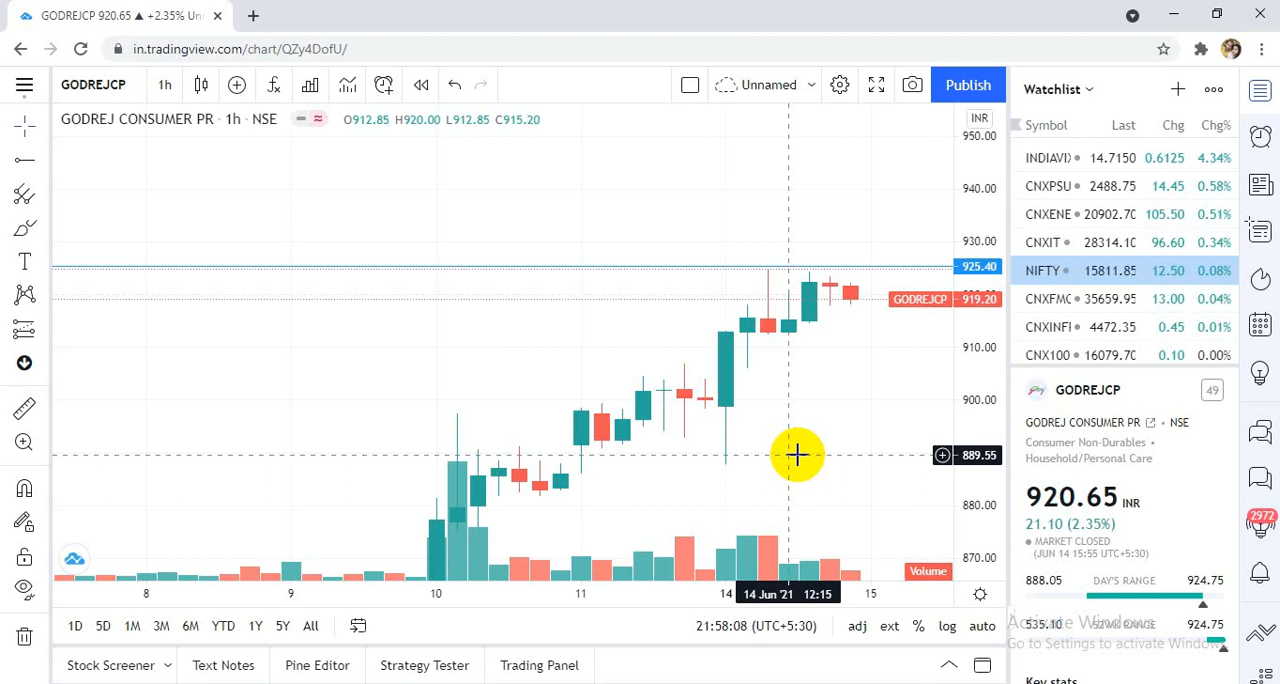 GODREJCP 920.65 ▲ +2.35% Unn
in.tradingview.com/chart/QZy4DofU/
GODREJCP 1h Unnamed Publish
GODREJ CONSUMER PR · 1h · NSE O912.85 H920.00 L912.85 C915.20
INR
950.00
940.00
930.00
925.40
GODREJCP 919.20
910.00
900.00
889.55
880.00
870.00
Volume
8 9 10 11 14 14 Jun '21 12:15 15
1D 5D 1M 3M 6M YTD 1Y 5Y All 21:58:08 (UTC+5:30) adj ext % log auto
Stock Screener Text Notes Pine Editor Strategy Tester Trading Panel
Watchlist
Symbol Last Chg Chg%
INDIAVIX 14.7150 0.6125 4.34%
CNXPSU 2488.75 14.45 0.58%
CNXENE 20902.70 105.50 0.51%
CNXIT 28314.10 96.60 0.34%
NIFTY 15811.85 12.50 0.08%
CNXFMC 35659.95 13.00 0.04%
CNXINF 4472.35 0.45 0.01%
CNX100 16079.70 0.10 0.00%
GODREJCP 49
GODREJ CONSUMER PR · NSE
Consumer Non-Durables •
Household/Personal Care
920.65 INR
21.10 (2.35%)
MARKET CLOSED
(JUN 14 15:55 UTC+5:30)
888.05 DAY'S RANGE 924.75
535.10 52WK RANGE 924.75
Activate Windows
Go to Settings to activate Windows.
Key stats
2972